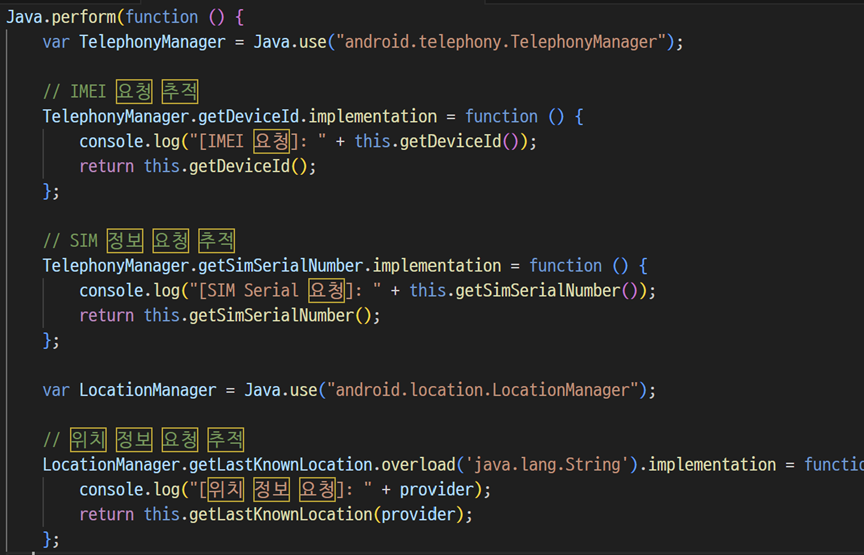 Java.perform(function () {
    var TelephonyManager = Java.use("android.telephony.TelephonyManager");
    // IMEI 요청 추적
    TelephonyManager.getDeviceId.implementation = function () {
        console.log("[IMEI 요청]: " + this.getDeviceId());
        return this.getDeviceId();
    };
    // SIM 정보 요청 추적
    TelephonyManager.getSimSerialNumber.implementation = function () {
        console.log("[SIM Serial 요청]: " + this.getSimSerialNumber());
        return this.getSimSerialNumber();
    };
    var LocationManager = Java.use("android.location.LocationManager");
    // 위치 정보 요청 추적
    LocationManager.getLastKnownLocation.overload('java.lang.String').implementation = functio
        console.log("[위치 정보 요청]: " + provider);
        return this.getLastKnownLocation(provider);
    };